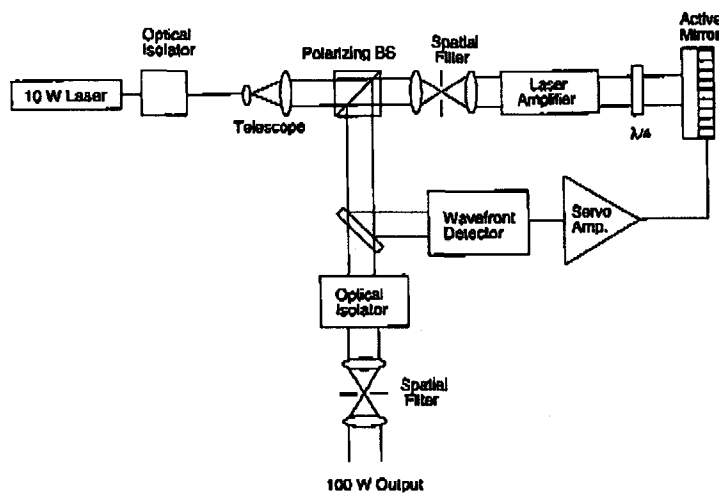 Optical
Isolator
Polarizing BS
Spatial
Filter
Active
Mirror
10 W Laser
Laser
Amplifier
Telescope
λ/4
Wavefront
Detector
Servo
Amp.
Optical
Isolator
Spatial
Filter
100 W Output